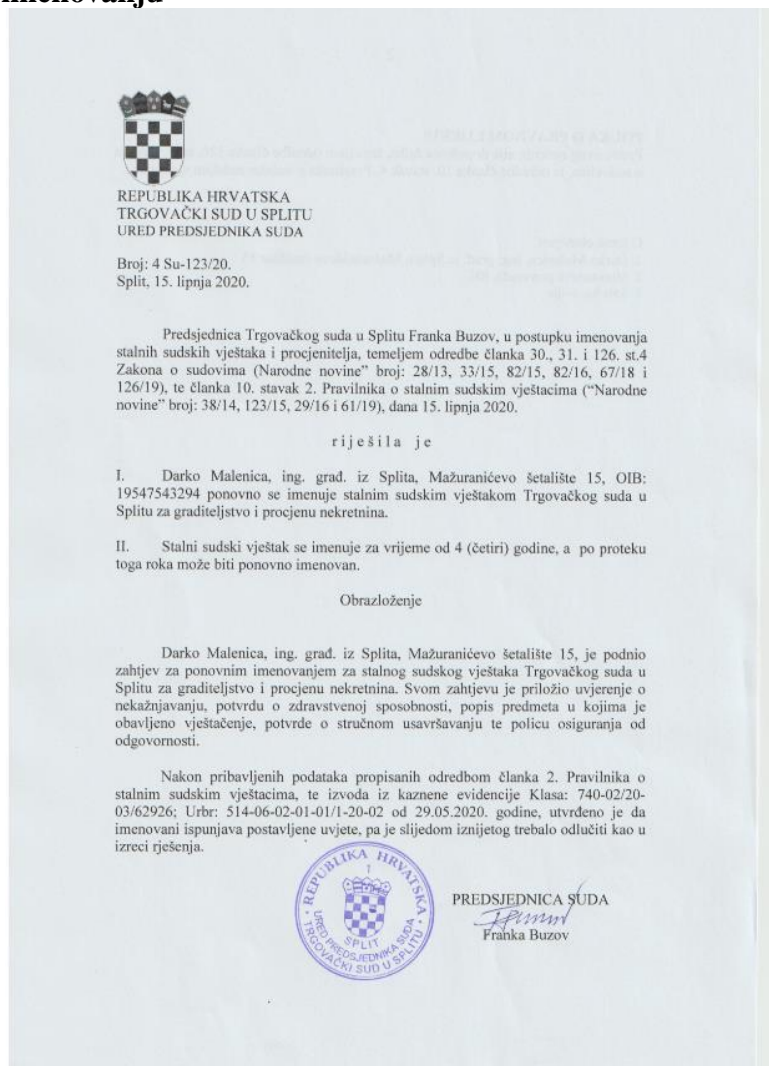 REPUBLIKA HRVATSKA
TRGOVAČKI SUD U SPLITU
URED PREDSJEDNIKA SUDA
Broj: 4 Su-123/20.
Split, 15. lipnja 2020.
Predsjednica Trgovačkog suda u Splitu Franka Buzov, u postupku imenovanja
stalnih sudskih vještaka i procjenitelja, temeljem odredbe članka 30., 31. i 126. st.4
Zakona o sudovima (Narodne novine” broj: 28/13, 33/15, 82/15, 82/16, 67/18 i
126/19), te članka 10. stavak 2. Pravilnika o stalnim sudskim vještacima (“Narodne
novine” broj: 38/14, 123/15, 29/16 i 61/19), dana 15. lipnja 2020.
riješila je
I. Darko Malenica, ing. grad. iz Splita, Mažuranićevo šetalište 15, OIB:
19547543294 ponovno se imenuje stalnim sudskim vještakom Trgovačkog suda u
Splitu za graditeljstvo i procjenu nekretnina.
II. Stalni sudski vještak se imenuje za vrijeme od 4 (četiri) godine, a po proteku
toga roka može biti ponovno imenovan.
Obrazloženje
Darko Malenica, ing. građ. iz Splita, Mažuranićevo šetalište 15, je podnio
zahtjev za ponovnim imenovanjem za stalnog sudskog vještaka Trgovačkog suda u
Splitu za graditeljstvo i procjenu nekretnina. Svom zahtjevu je priložio uvjerenje o
nekažnjavanju, potvrdu o zdravstvenoj sposobnosti, popis predmeta u kojima je
obavljeno vještačenje, potvrde o stručnom usavršavanju te policu osiguranja od
odgovornosti.
Nakon pribavljenih podataka propisanih odredbom članka 2. Pravilnika o
stalnim sudskim vještacima, te izvoda iz kaznene evidencije Klasa: 740-02/20-
03/62926; Urbr: 514-06-02-01-01/1-20-02 od 29.05.2020. godine, utvrđeno je da
imenovani ispunjava postavljene uvjete, pa je slijedom iznijetog trebalo odlučiti kao u
izreci rješenja.
REPUBLIKA HRVATSKA
URED PREDSJEDNIKA SUDA
TRGOVAČKI SUD U SPLITU
SPLIT
PREDSJEDNICA SUDA
Franka Buzov